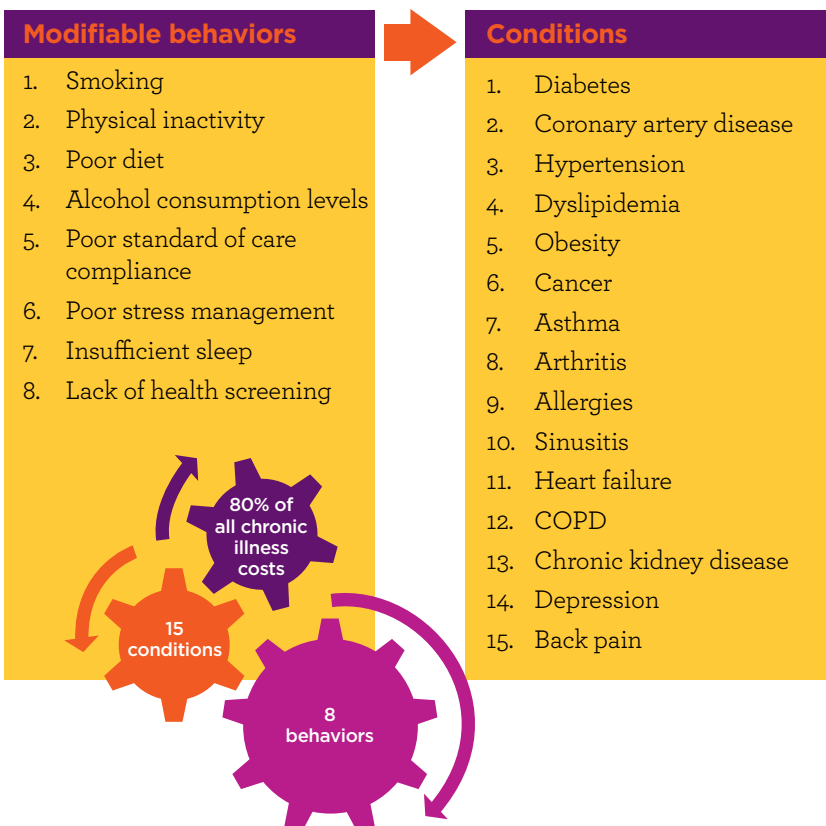 Modifiable behaviors
1. Smoking
2. Physical inactivity
3. Poor diet
4. Alcohol consumption levels
5. Poor standard of care
compliance
6. Poor stress management
7. Insufficient sleep
8. Lack of health screening
Conditions
1. Diabetes
2. Coronary artery disease
3. Hypertension
4. Dyslipidemia
5. Obesity
6. Cancer
7. Asthma
8. Arthritis
9. Allergies
10. Sinusitis
11. Heart failure
12. COPD
13. Chronic kidney disease
14. Depression
15. Back pain
80% of
all chronic
illness
costs
15
conditions
8
behaviors